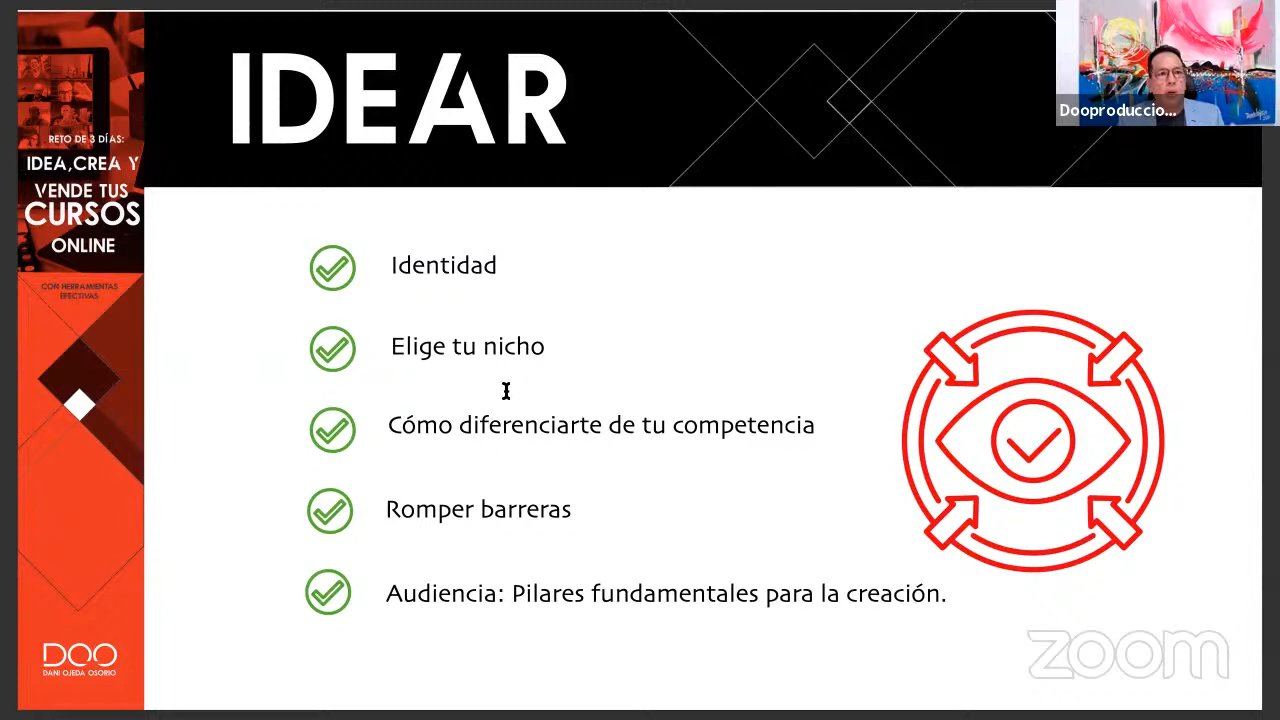 IDEAR
Dooproduccio...
RETO DE 3 DÍAS:
IDEA,CREA Y
VENDE TUS
CURSOS
ONLINE
CON HERRAMIENTAS
EFECTIVAS
Identidad
Elige tu nicho
Cómo diferenciarte de tu competencia
Romper barreras
Audiencia: Pilares fundamentales para la creación.
DOO
DANI OJEDA OSORIO
zoom